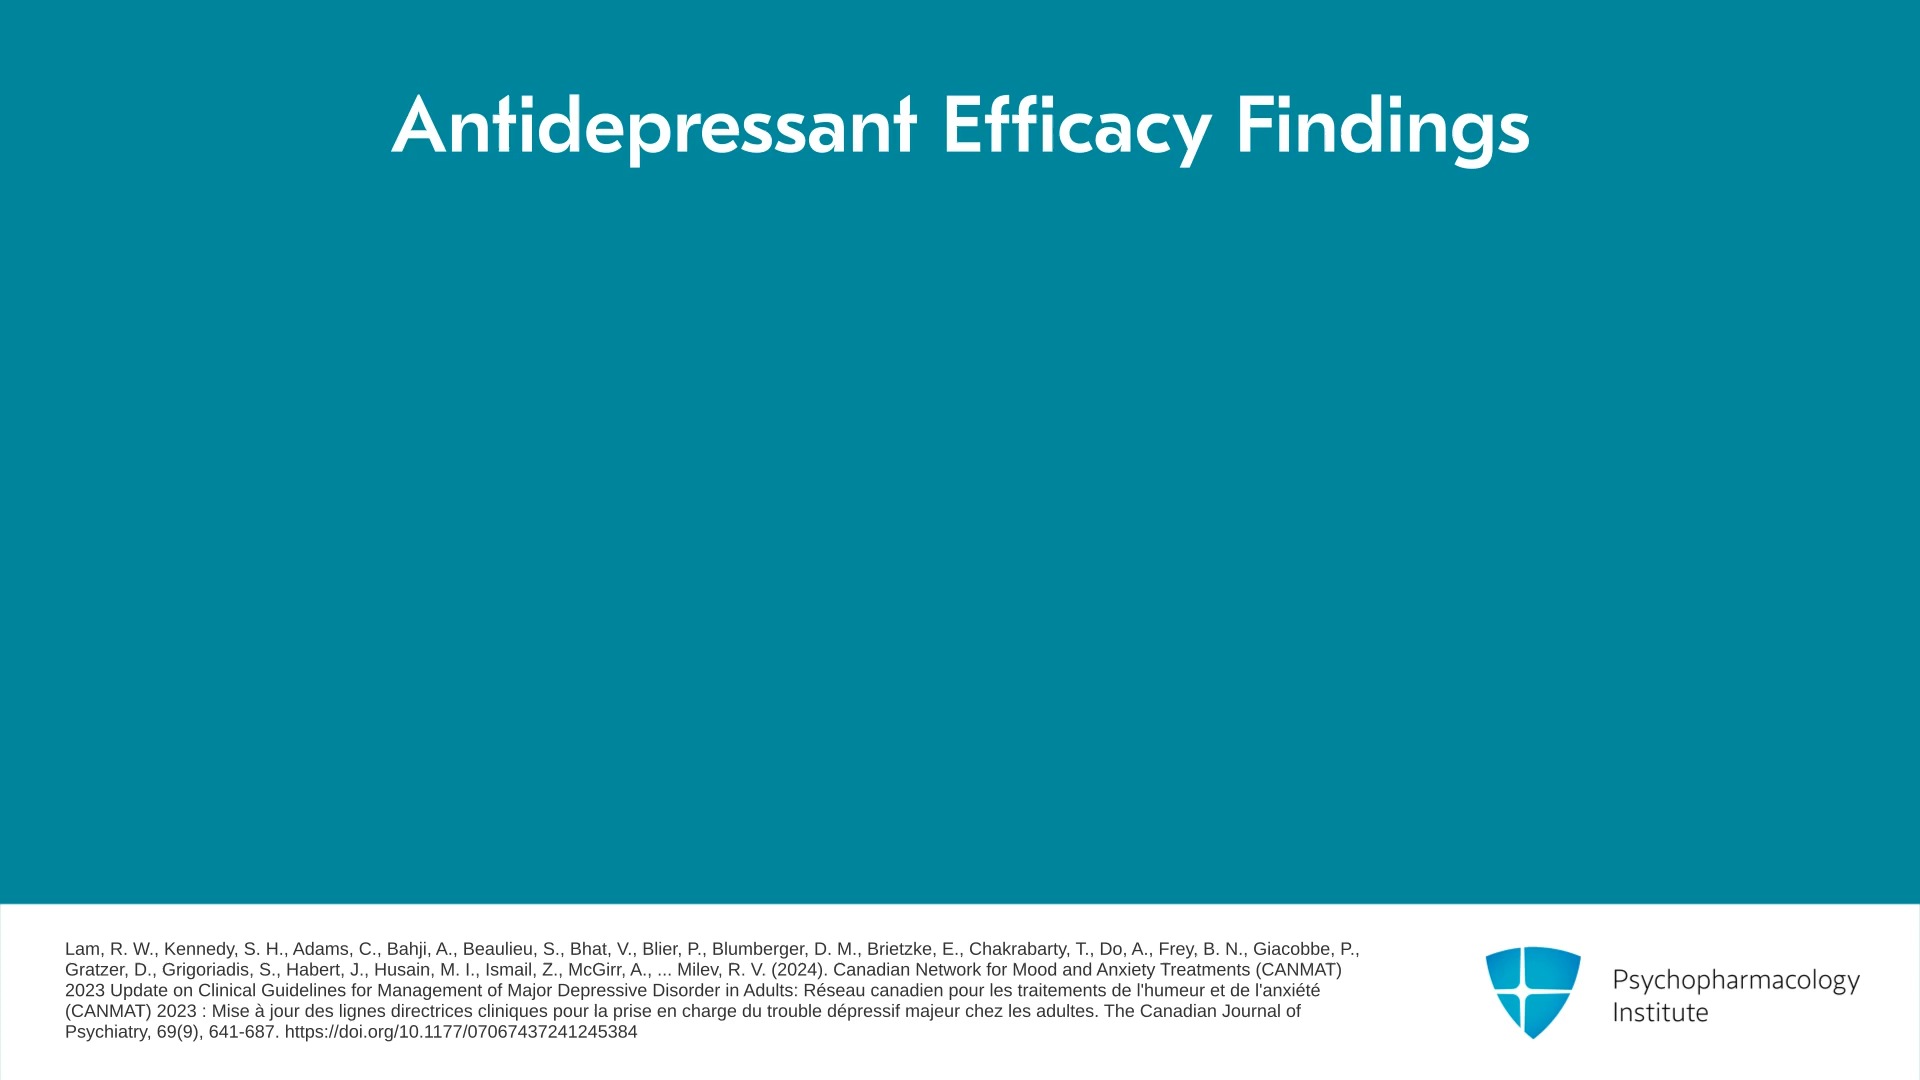 Antidepressant Efficacy Findings
Lam, R. W., Kennedy, S. H., Adams, C., Bahji, A., Beaulieu, S., Bhat, V., Blier, P., Blumberger, D. M., Brietzke, E., Chakrabarty, T., Do, A., Frey, B. N., Giacobbe, P.,
Gratzer, D., Grigoriadis, S., Habert, J., Husain, M. I., Ismail, Z., McGirr, A., ... Milev, R. V. (2024). Canadian Network for Mood and Anxiety Treatments (CANMAT)
2023 Update on Clinical Guidelines for Management of Major Depressive Disorder in Adults: Réseau canadien pour les traitements de l'humeur et de l'anxiété
(CANMAT) 2023 : Mise à jour des lignes directrices cliniques pour la prise en charge du trouble dépressif majeur chez les adultes. The Canadian Journal of
Psychiatry, 69(9), 641-687. https://doi.org/10.1177/07067437241245384
Psychopharmacology
Institute